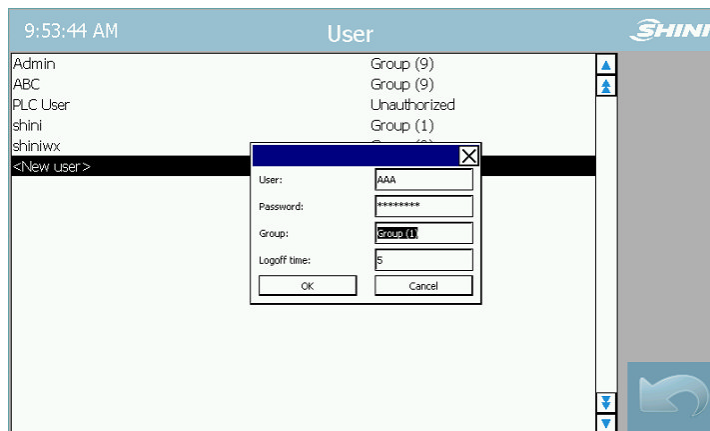 9:53:44 AM User SHINI
Admin Group (9)
ABC Group (9)
PLC User Unauthorized
shini Group (1)
shiniwx
<New user>
User: AAA
Password: ********
Group: Group (1)
Logoff time: 5
OK Cancel